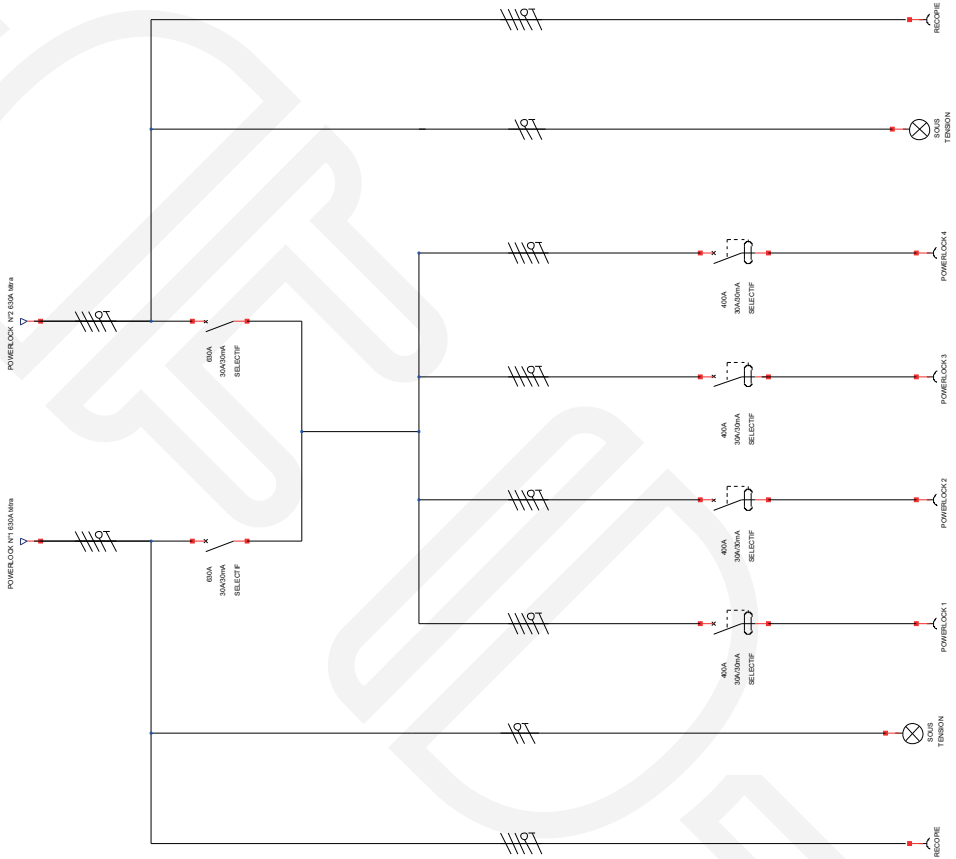 POWERLOCK N°1 630A tétra
POWERLOCK N°2 630A tétra
630A
30A/30mA
SELECTIF
630A
30A/30mA
SELECTIF
400A
30A/30mA
SELECTIF
400A
30A/30mA
SELECTIF
400A
30A/30mA
SELECTIF
400A
30A/30mA
SELECTIF
RECOPIE
SOUS
TENSION
POWERLOCK 1
POWERLOCK 2
POWERLOCK 3
POWERLOCK 4
SOUS
TENSION
RECOPIE